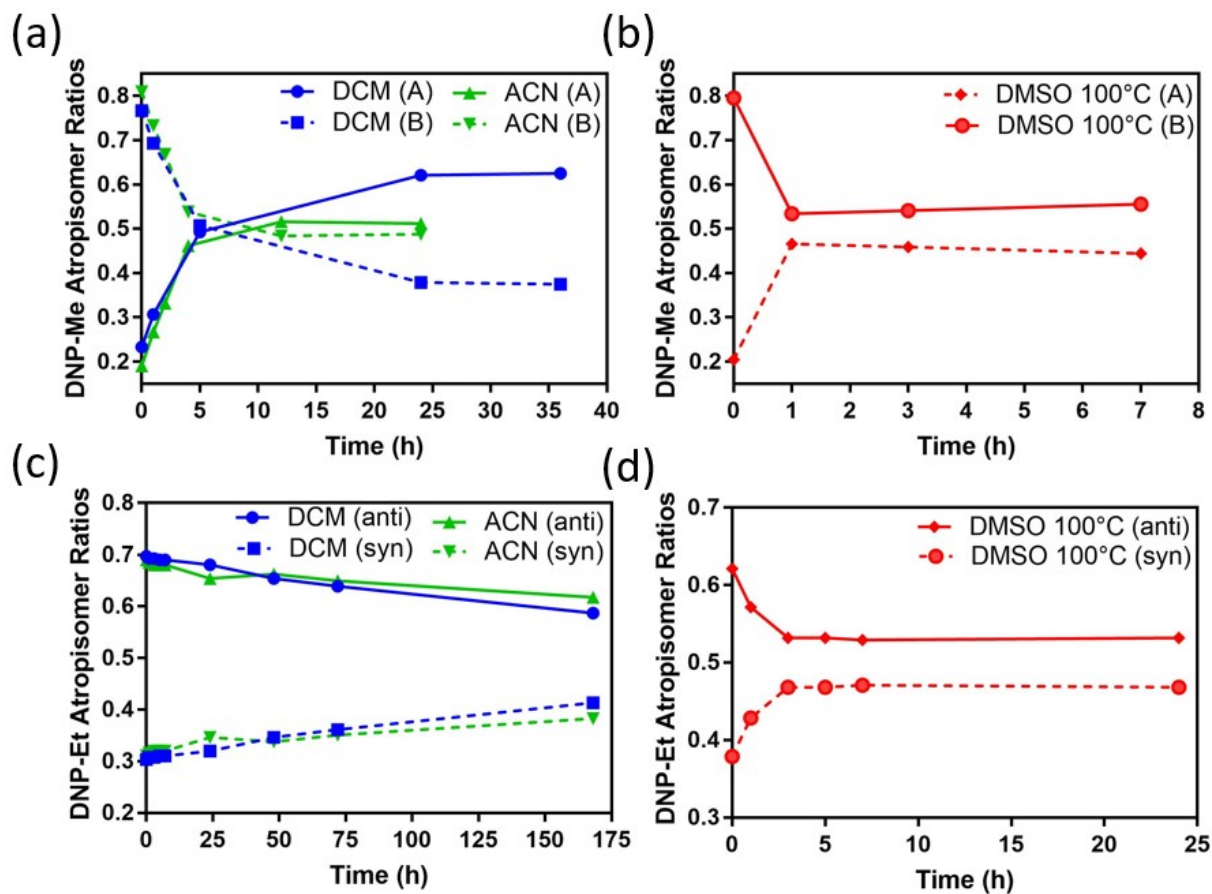 (a)
DNP-Me Atropisomer Ratios
0.8
0.7
0.6
0.5
0.4
0.3
0.2
DCM (A)
DCM (B)
ACN (A)
ACN (B)
0 5 10 15 20 25 30 35 40
Time (h)
(b)
DNP-Me Atropisomer Ratios
0.8
0.7
0.6
0.5
0.4
0.3
0.2
DMSO 100°C (A)
DMSO 100°C (B)
0 1 2 3 4 5 6 7 8
Time (h)
(c)
DNP-Et Atropisomer Ratios
0.8
0.7
0.6
0.5
0.4
0.3
0.2
DCM (anti)
DCM (syn)
ACN (anti)
ACN (syn)
0 25 50 75 100 125 150 175
Time (h)
(d)
DNP-Et Atropisomer Ratios
0.7
0.6
0.5
0.4
0.3
DMSO 100°C (anti)
DMSO 100°C (syn)
0 5 10 15 20 25
Time (h)